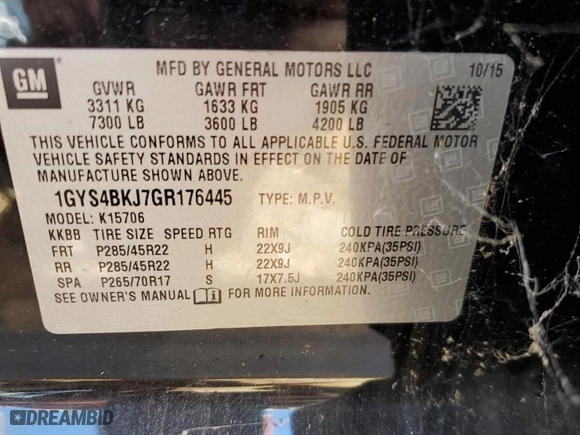 GM
MFD BY GENERAL MOTORS LLC 10/15
GVWR GAWR FRT GAWR RR
3311 KG 1633 KG 1905 KG
7300 LB 3600 LB 4200 LB
THIS VEHICLE CONFORMS TO ALL APPLICABLE U.S. FEDERAL MOTOR
VEHICLE SAFETY STANDARDS IN EFFECT ON THE DATE OF
MANUFACTURE SHOWN ABOVE.
1GYS4BKJ7GR176445 TYPE: M.P.V.
MODEL: K15706
KKBB TIRE SIZE SPEED RTG RIM COLD TIRE PRESSURE
FRT P285/45R22 H 22X9J 240KPA(35PSI)
RR P285/45R22 H 22X9J 240KPA(35PSI)
SPA P265/70R17 S 17X7.5J 240KPA(35PSI)
SEE OWNER'S MANUAL FOR MORE INFORMATION.
DREAMBID